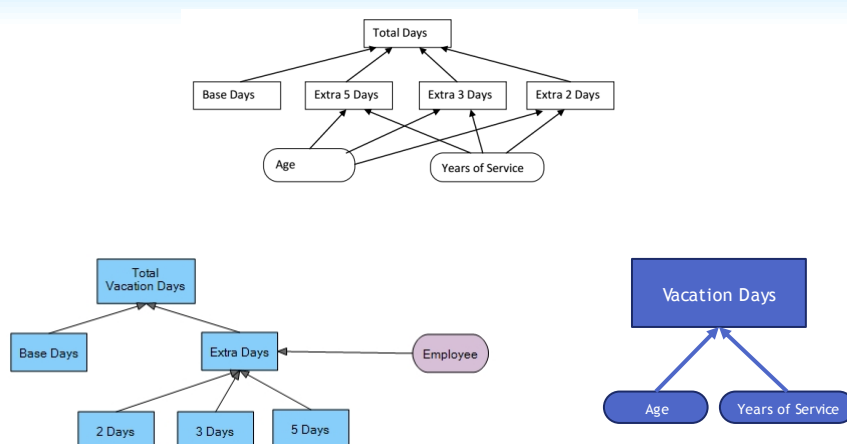 Total Days
Base Days
Extra 5 Days
Extra 3 Days
Extra 2 Days
Age
Years of Service
Total
Vacation Days
Base Days
Extra Days
Employee
2 Days
3 Days
5 Days
Vacation Days
Age
Years of Service